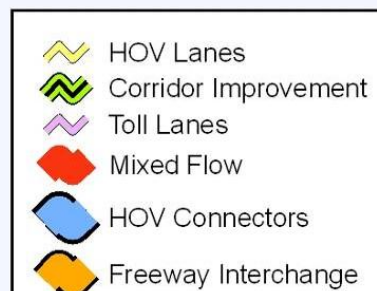 HOV Lanes
Corridor Improvement
Toll Lanes
Mixed Flow
HOV Connectors
Freeway Interchange